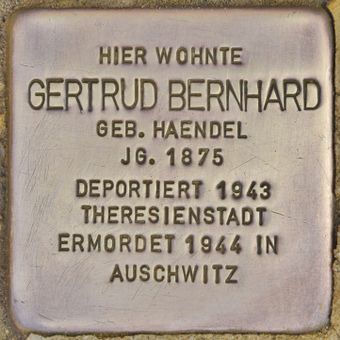 HIER WOHNTE
GERTRUD BERNHARD
GEB. HAENDEL
JG. 1875
DEPORTIERT 1943
THERESIENSTADT
ERMORDET 1944 IN
AUSCHWITZ